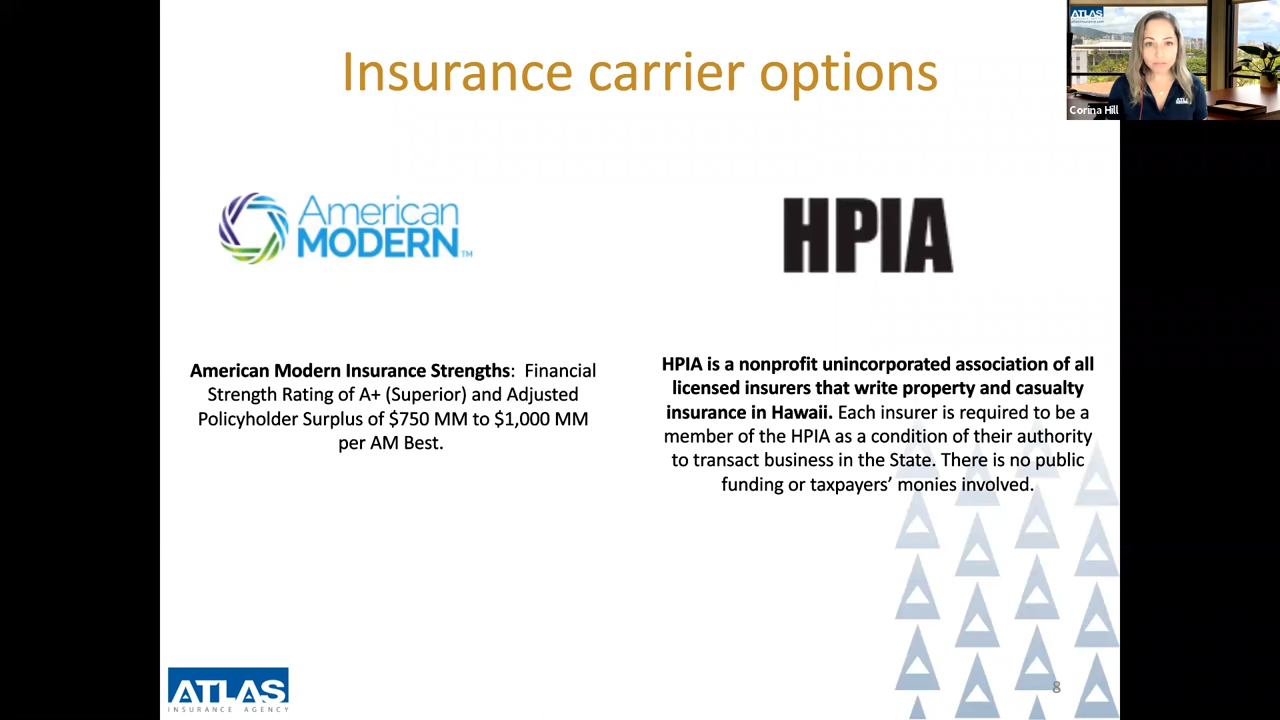 Insurance carrier options
ATLAS
Corina Hill
American
MODERN™
HPIA
American Modern Insurance Strengths:  Financial
Strength Rating of A+ (Superior) and Adjusted
Policyholder Surplus of $750 MM to $1,000 MM
per AM Best.
HPIA is a nonprofit unincorporated association of all
licensed insurers that write property and casualty
insurance in Hawaii. Each insurer is required to be a
member of the HPIA as a condition of their authority
to transact business in the State. There is no public
funding or taxpayers’ monies involved.
ATLAS
INSURANCE AGENCY
8